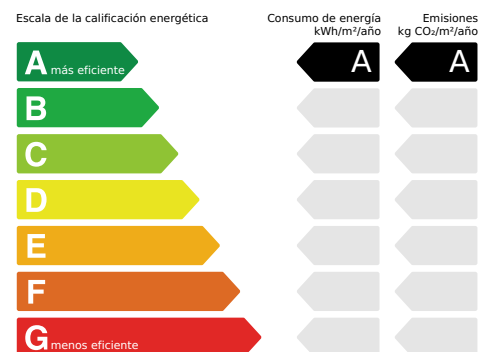 Escala de la calificación energética
Consumo de energía
kWh/m²/año
Emisiones
kg CO₂/m²/año
A más eficiente
A
A
B
C
D
E
F
G menos eficiente